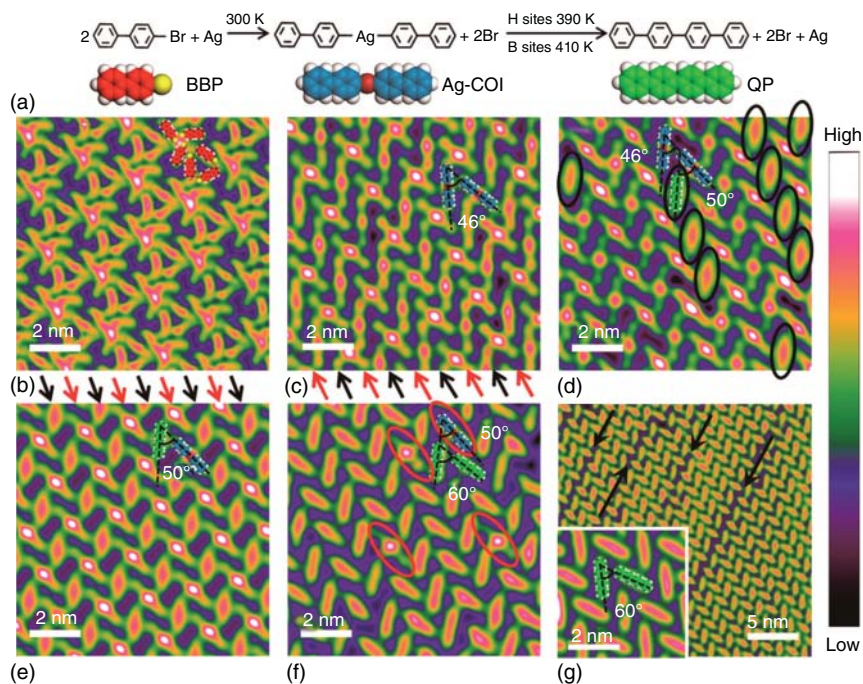 2 Br + Ag 300 K Ag + 2Br H sites 390 K + 2Br + Ag
B sites 410 K
BBP Ag-COI QP
(a)
46° 46° 50° High
2 nm 2 nm 2 nm
(b) (c) (d)
50° 50° 60° 60°
2 nm 2 nm 2 nm 5 nm
Low
(e) (f) (g)